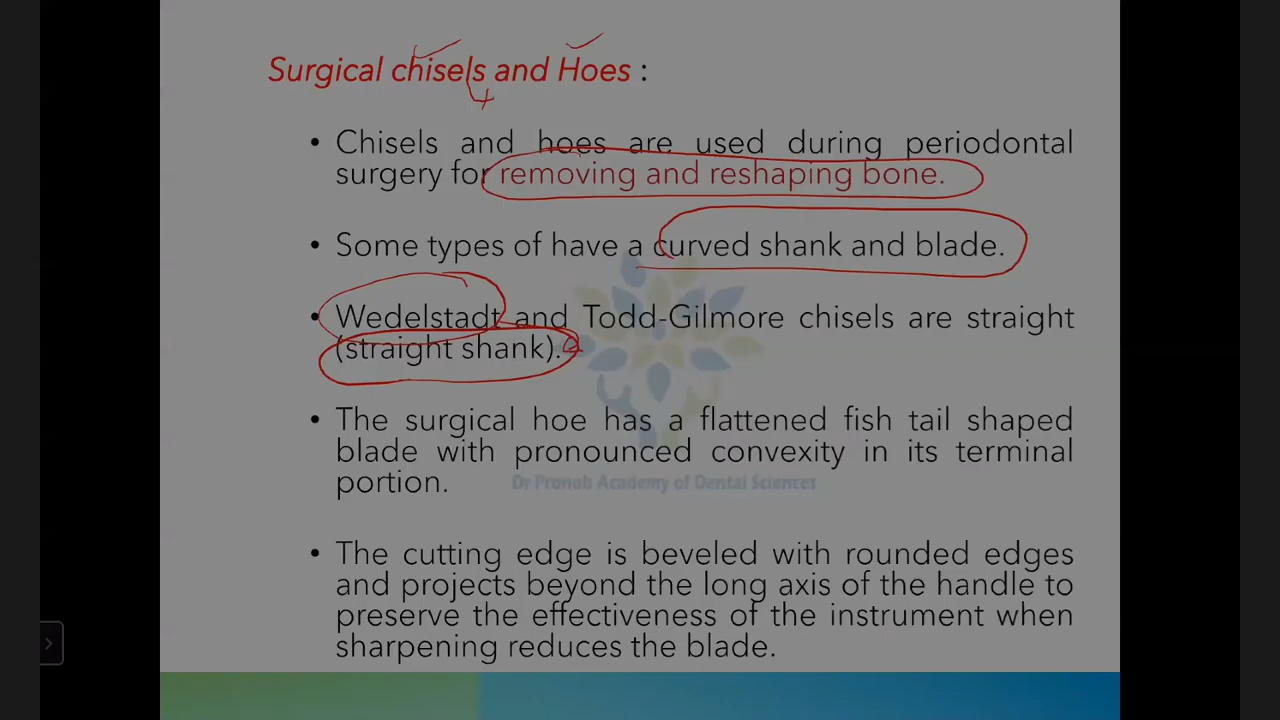 Surgical chisels and Hoes :
• Chisels and hoes are used during periodontal
surgery for removing and reshaping bone.
• Some types of have a curved shank and blade.
• Wedelstadt and Todd-Gilmore chisels are straight
(straight shank).
• The surgical hoe has a flattened fish tail shaped
blade with pronounced convexity in its terminal
portion.
Dr Pronob Academy of Dental Sciences
• The cutting edge is beveled with rounded edges
and projects beyond the long axis of the handle to
preserve the effectiveness of the instrument when
sharpening reduces the blade.